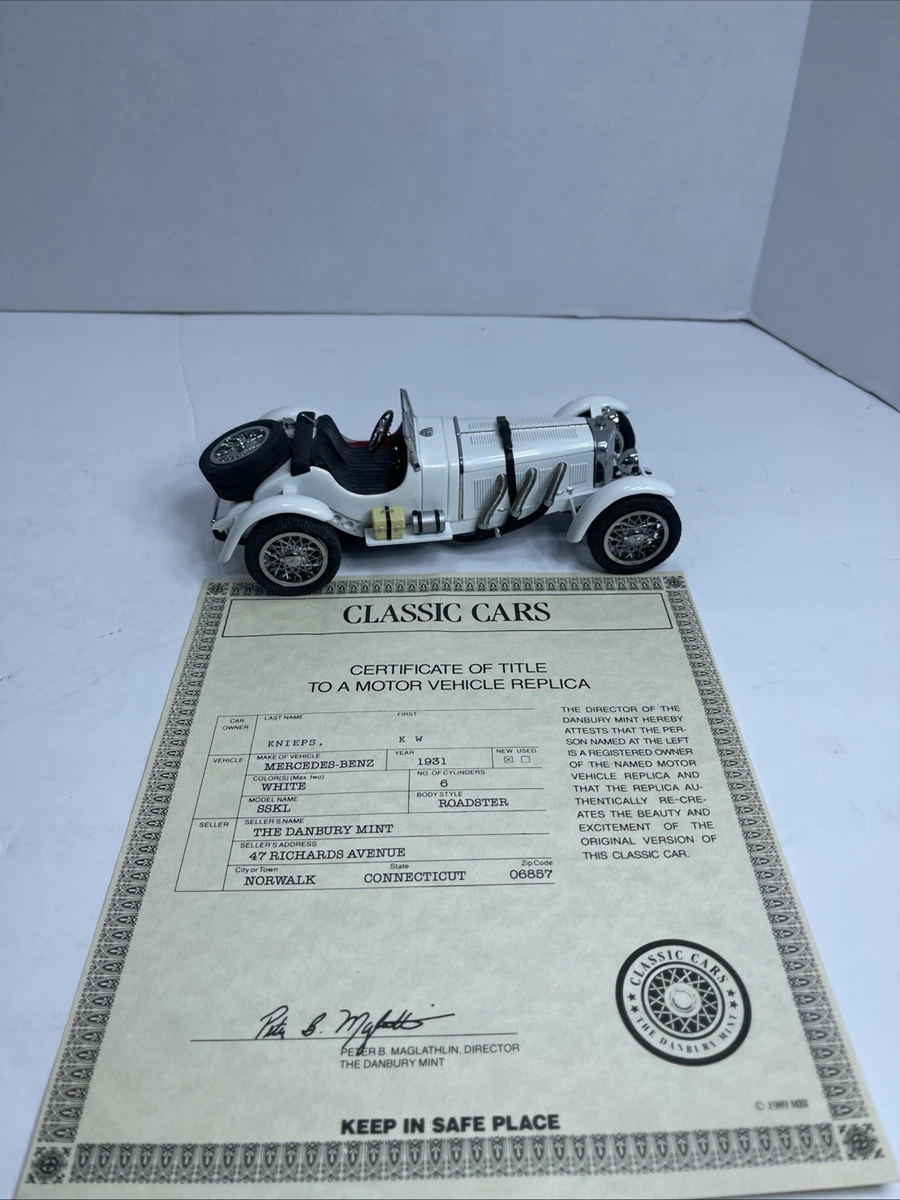 CLASSIC CARS
CERTIFICATE OF TITLE
TO A MOTOR VEHICLE REPLICA
CAR OWNER
LAST NAME FIRST
KNIEPS, K W
VEHICLE
MAKE OF VEHICLE YEAR NEW USED
MERCEDES-BENZ 1931 ☒ ☐
COLOR(S) (Max. two) NO. OF CYLINDERS
WHITE 6
MODEL NAME BODY STYLE
SSKL ROADSTER
SELLER
SELLER'S NAME
THE DANBURY MINT
SELLER'S ADDRESS
47 RICHARDS AVENUE
City or Town State Zip Code
NORWALK CONNECTICUT 06857
THE DIRECTOR OF THE
DANBURY MINT HEREBY
ATTESTS THAT THE PER-
SON NAMED AT THE LEFT
IS A REGISTERED OWNER
OF THE NAMED MOTOR
VEHICLE REPLICA AND
THAT THE REPLICA AU-
THENTICALLY RE-CRE-
ATES THE BEAUTY AND
EXCITEMENT OF THE
ORIGINAL VERSION OF
THIS CLASSIC CAR.
CLASSIC CARS
THE DANBURY MINT
Peter B. Maglathlin
PETER B. MAGLATHLIN, DIRECTOR
THE DANBURY MINT
© 1989 MBI
KEEP IN SAFE PLACE